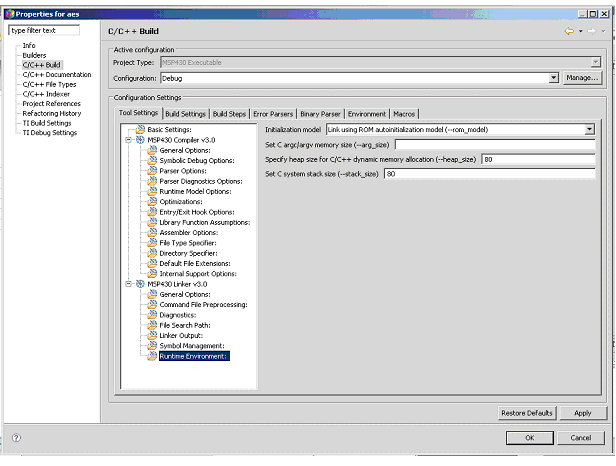 Properties for aes
type filter text
C/C++ Build
Info
Builders
C/C++ Build
C/C++ Documentation
C/C++ File Types
C/C++ Indexer
Project References
Refactoring History
TI Build Settings
TI Debug Settings
Active configuration
Project Type: MSP430 Executable
Configuration: Debug
Manage...
Configuration Settings
Tool Settings Build Settings Build Steps Error Parsers Binary Parser Environment Macros
Basic Settings:
MSP430 Compiler v3.0
General Options:
Symbolic Debug Options:
Parser Options:
Parser Diagnostics Options:
Runtime Model Options:
Optimizations:
Entry/Exit Hook Options:
Library Function Assumptions:
Assembler Options:
File Type Specifier:
Directory Specifier:
Default File Extensions:
Internal Support Options:
MSP430 Linker v3.0
General Options:
Command File Preprocessing:
Diagnostics:
File Search Path:
Linker Output:
Symbol Management:
Runtime Environment:
Initialization model Link using ROM autoinitialization model (--rom_model)
Set C argc/argv memory size (--arg_size)
Specify heap size for C/C++ dynamic memory allocation (--heap_size) 80
Set C system stack size (--stack_size) 80
Restore Defaults Apply
? OK Cancel